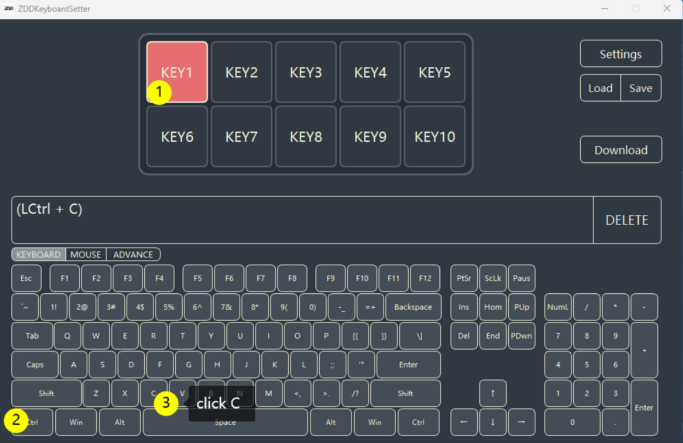 ZDD ZDDKeyboardSetter
KEY1 KEY2 KEY3 KEY4 KEY5
1
KEY6 KEY7 KEY8 KEY9 KEY10
Settings
Load Save
Download
(LCtrl + C)
DELETE
KEYBOARD MOUSE ADVANCE
Esc F1 F2 F3 F4 F5 F6 F7 F8 F9 F10 F11 F12 PtSr ScLk Paus
`~ 1! 2@ 3# 4$ 5% 6^ 7& 8* 9( 0) -_ =+ Backspace Ins Hom PUp NumL / * -
Tab Q W E R T Y U I O P [{ ]} \| Del End PDwn 7 8 9 +
Caps A S D F G H J K L ;: '" Enter 4 5 6
Shift Z X C V N M <, >. /? Shift ↑ 1 2 3 Enter
3 click C
2
Ctrl Win Alt Space Alt Win Ctrl ← ↓ → 0 .